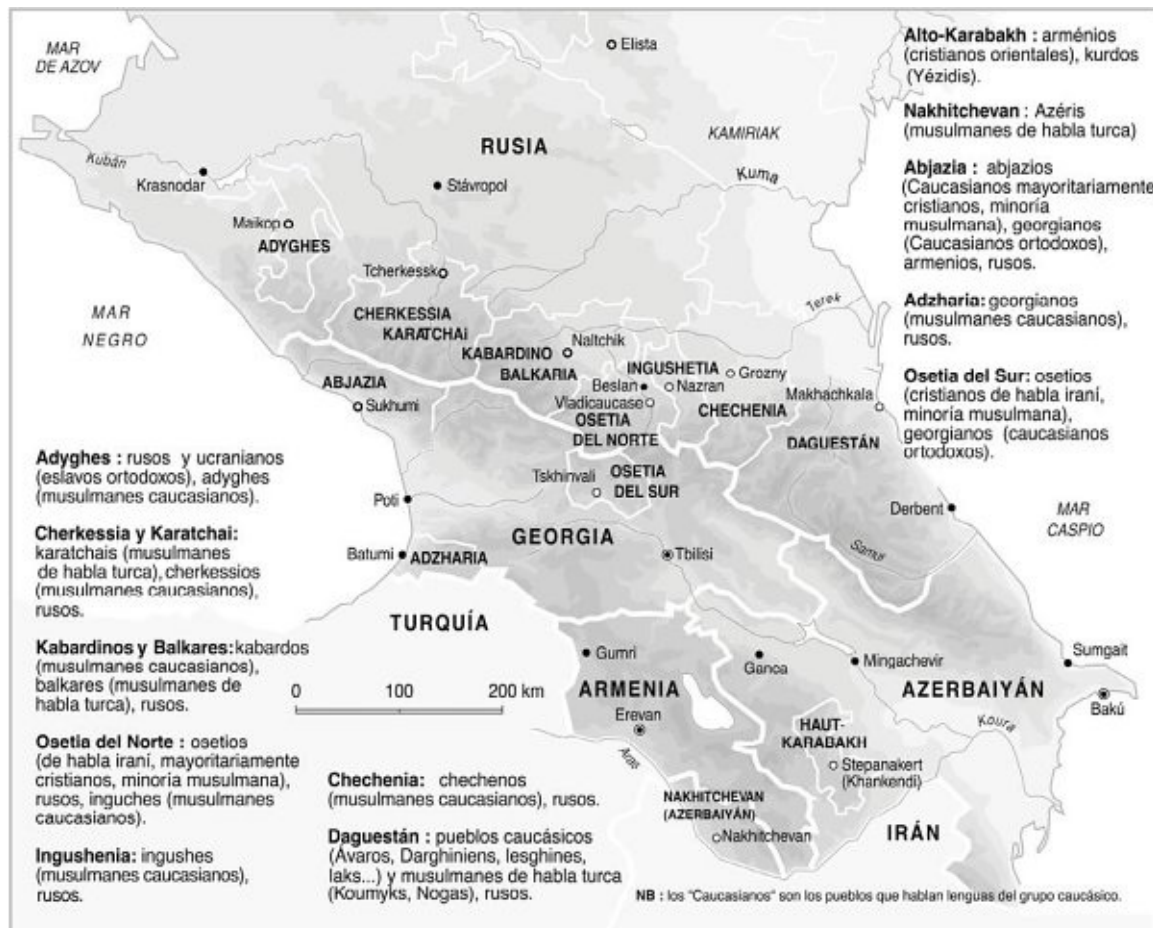 MAR
DE AZOV
Elista
Alto-Karabakh : arménios
(cristianos orientales), kurdos
(Yézidis).
Nakhitchevan : Azéris
(musulmanes de habla turca)
Abjazia : abjazios
(Caucasianos mayoritariamente
cristianos, minoría
musulmana), georgianos
(Caucasianos ortodoxos),
armenios, rusos.
Adzharia: georgianos
(musulmanes caucasianos),
rusos.
Osetia del Sur: osetios
(cristianos de habla iraní,
minoría musulmana),
georgianos (caucasianos
ortodoxos).
KAMIRIAK
RUSIA
Kubán
Krasnodar
Stávropol
Kuma
Maikop
ADYGHES
Tcherkessk
MAR
NEGRO
CHERKESSIA
KARATCHAi
Terek
Naltchik
KABARDINO
BALKARIA
INGUSHETIA
Grozny
Beslan
Nazran
Vladicaucase
CHECHENIA
Makhachkala
ABJAZIA
Sukhumi
OSETIA
DEL NORTE
DAGUESTÁN
Tskhinvali
OSETIA
DEL SUR
Poti
Derbent
MAR
CASPIO
GEORGIA
Samur
Batumi
ADZHARIA
Tbilisi
TURQUÍA
Gumri
Ganca
Mingachevir
Sumgait
ARMENIA
AZERBAIYÁN
Bakú
Erevan
HAUT-
KARABAKH
Koura
Stepanakert
(Khankendi)
Aras
NAKHITCHEVAN
(AZERBAIYÁN)
Nakhitchevan
IRÁN
0 100 200 km
Adyghes : rusos y ucranianos
(eslavos ortodoxos), adyghes
(musulmanes caucasianos).
Cherkessia y Karatchai:
karatchais (musulmanes
de habla turca), cherkessios
(musulmanes caucasianos),
rusos.
Kabardinos y Balkares: kabardos
(musulmanes caucasianos),
balkares (musulmanes de
habla turca), rusos.
Osetia del Norte : osetios
(de habla iraní, mayoritariamente
cristianos, minoría musulmana),
rusos, inguches (musulmanes
caucasianos).
Ingushenia: ingushes
(musulmanes caucasianos),
rusos.
Chechenia: chechenos
(musulmanes caucasianos), rusos.
Daguestán : pueblos caucásicos
(Ávaros, Darghiniens, lesghines,
laks...) y musulmanes de habla turca
(Koumyks, Nogas), rusos.
NB : los "Caucasianos" son los pueblos que hablan lenguas del grupo caucásico.